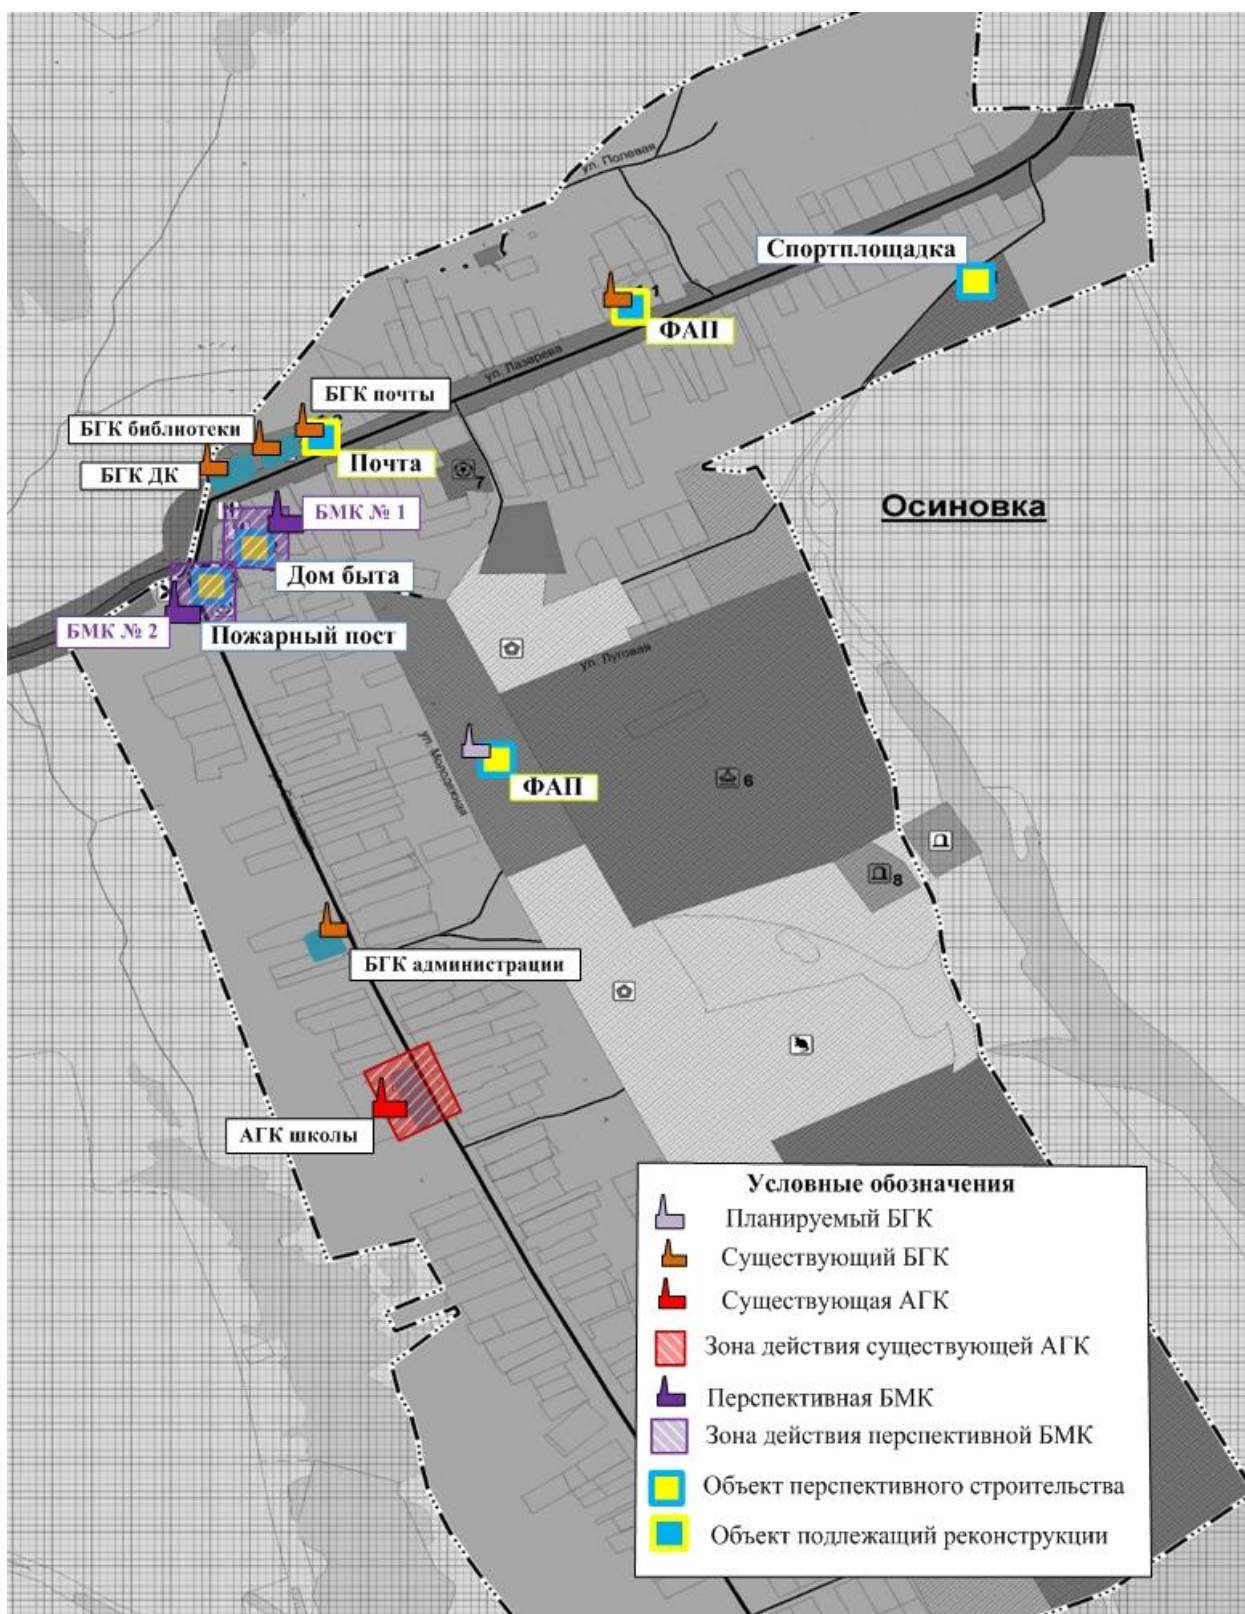 ул. Полевая
Спортплощадка
ФАП
ул. Лазарева
БГК почты
БГК библиотеки
Почта
БГК ДК
7
Осиновка
БМК № 1
Дом быта
БМК № 2
Пожарный пост
ул. Луговая
ул. Молодежная
6
ФАП
8
БГК администрации
АГК школы
Условные обозначения
Планируемый БГК
Существующий БГК
Существующая АГК
Зона действия существующей АГК
Перспективная БМК
Зона действия перспективной БМК
Объект перспективного строительства
Объект подлежащий реконструкции